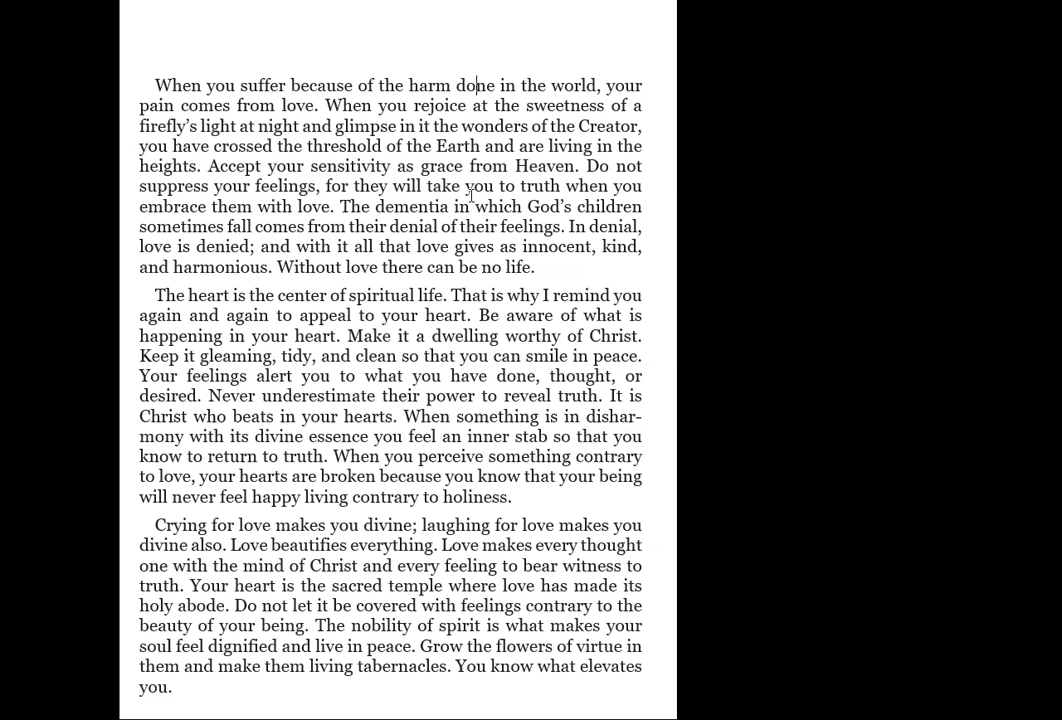 When you suffer because of the harm done in the world, your
pain comes from love. When you rejoice at the sweetness of a
firefly’s light at night and glimpse in it the wonders of the Creator,
you have crossed the threshold of the Earth and are living in the
heights. Accept your sensitivity as grace from Heaven. Do not
suppress your feelings, for they will take you to truth when you
embrace them with love. The dementia in which God’s children
sometimes fall comes from their denial of their feelings. In denial,
love is denied; and with it all that love gives as innocent, kind,
and harmonious. Without love there can be no life.
The heart is the center of spiritual life. That is why I remind you
again and again to appeal to your heart. Be aware of what is
happening in your heart. Make it a dwelling worthy of Christ.
Keep it gleaming, tidy, and clean so that you can smile in peace.
Your feelings alert you to what you have done, thought, or
desired. Never underestimate their power to reveal truth. It is
Christ who beats in your hearts. When something is in dishar-
mony with its divine essence you feel an inner stab so that you
know to return to truth. When you perceive something contrary
to love, your hearts are broken because you know that your being
will never feel happy living contrary to holiness.
Crying for love makes you divine; laughing for love makes you
divine also. Love beautifies everything. Love makes every thought
one with the mind of Christ and every feeling to bear witness to
truth. Your heart is the sacred temple where love has made its
holy abode. Do not let it be covered with feelings contrary to the
beauty of your being. The nobility of spirit is what makes your
soul feel dignified and live in peace. Grow the flowers of virtue in
them and make them living tabernacles. You know what elevates
you.